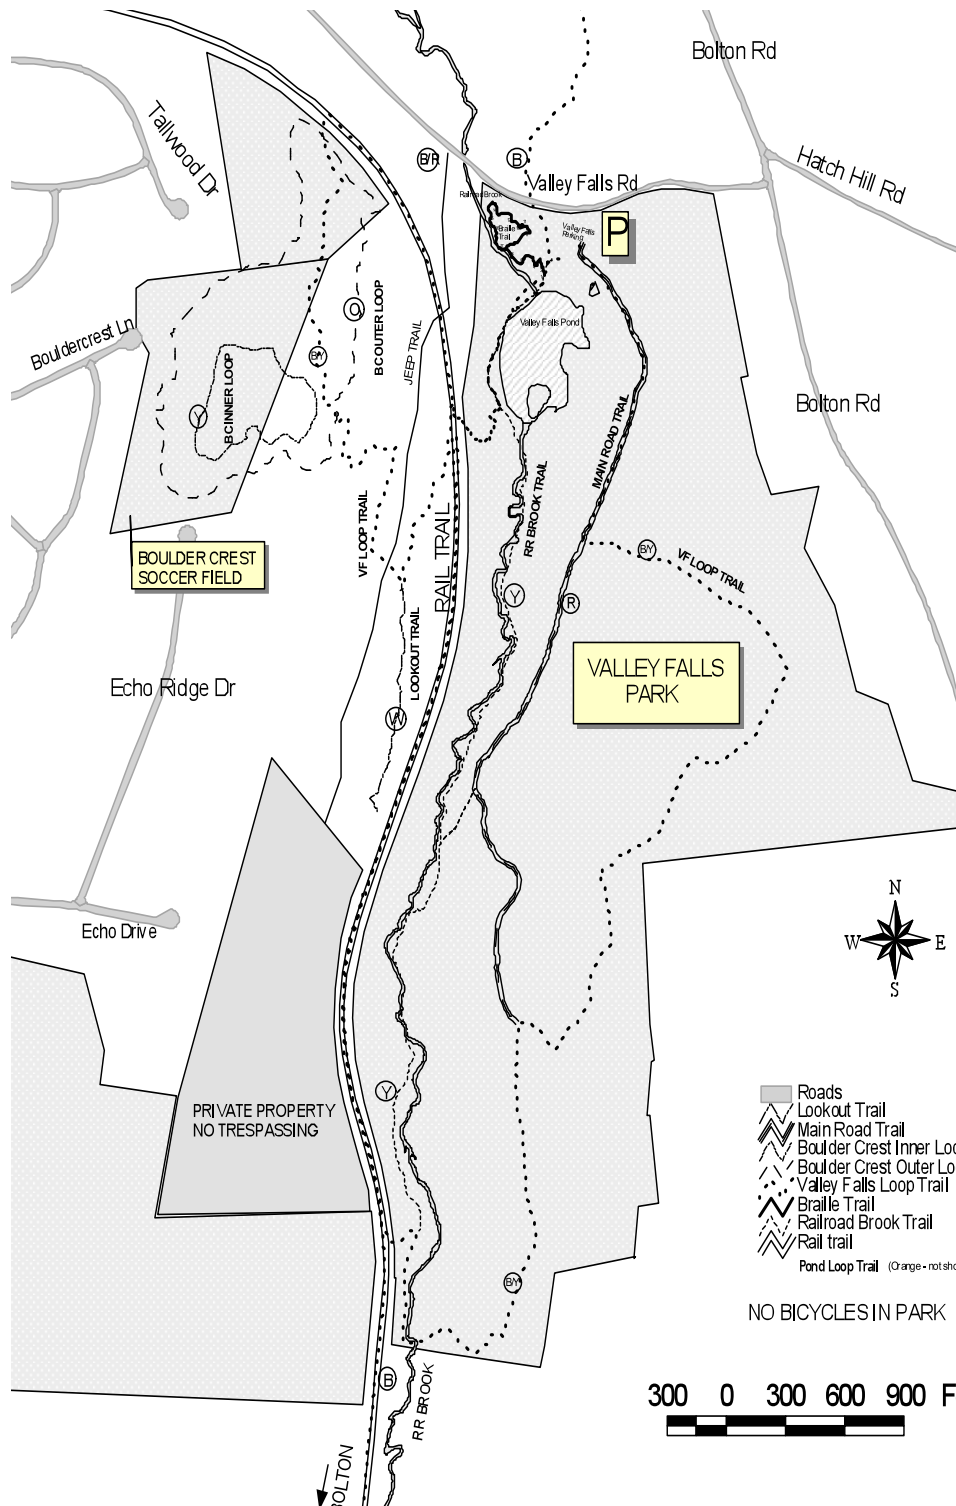 Bolton Rd
Tallwood Dr
B/R
B
Hatch Hill Rd
Valley Falls Rd
Railroad Brook
Braille
Trail
Valley Falls
Parking
P
Bouldercrest Ln
O
BC OUTER LOOP
JEEP TRAIL
Valley Falls Pond
B/Y
BC INNER LOOP
Y
MAIN ROAD TRAIL
Bolton Rd
RR BROOK TRAIL
VF LOOP TRAIL
RAIL TRAIL
BOULDER CREST
SOCCER FIELD
B/Y
VF LOOP TRAIL
Y
R
LOOKOUT TRAIL
W
Echo Ridge Dr
VALLEY FALLS
PARK
Echo Drive
N
W
E
S
Y
PRIVATE PROPERTY
NO TRESPASSING
Roads
Lookout Trail
Main Road Trail
Boulder Crest Inner Loo
Boulder Crest Outer Lo
Valley Falls Loop Trail
Braille Trail
Railroad Brook Trail
Rail trail
Pond Loop Trail (Orange - not sho
B/Y
NO BICYCLES IN PARK
B
RR BROOK
300 0 300 600 900 F
BOLTON